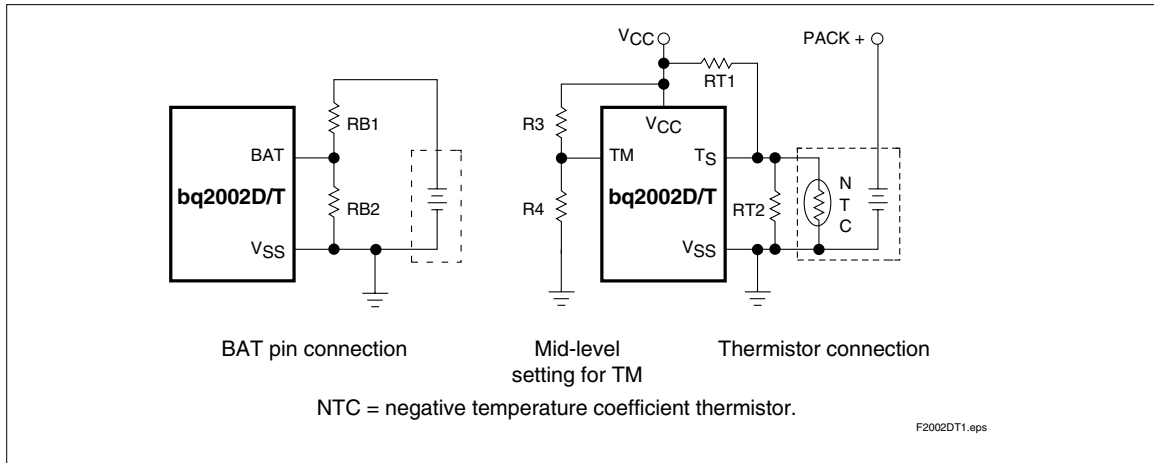 VCC
PACK +
RT1
RB1
R3
VCC
BAT
TM
TS
N
T
C
bq2002D/T
bq2002D/T
RB2
R4
RT2
VSS
VSS
BAT pin connection
Mid-level
setting for TM
Thermistor connection
NTC = negative temperature coefficient thermistor.
F2002DT1.eps